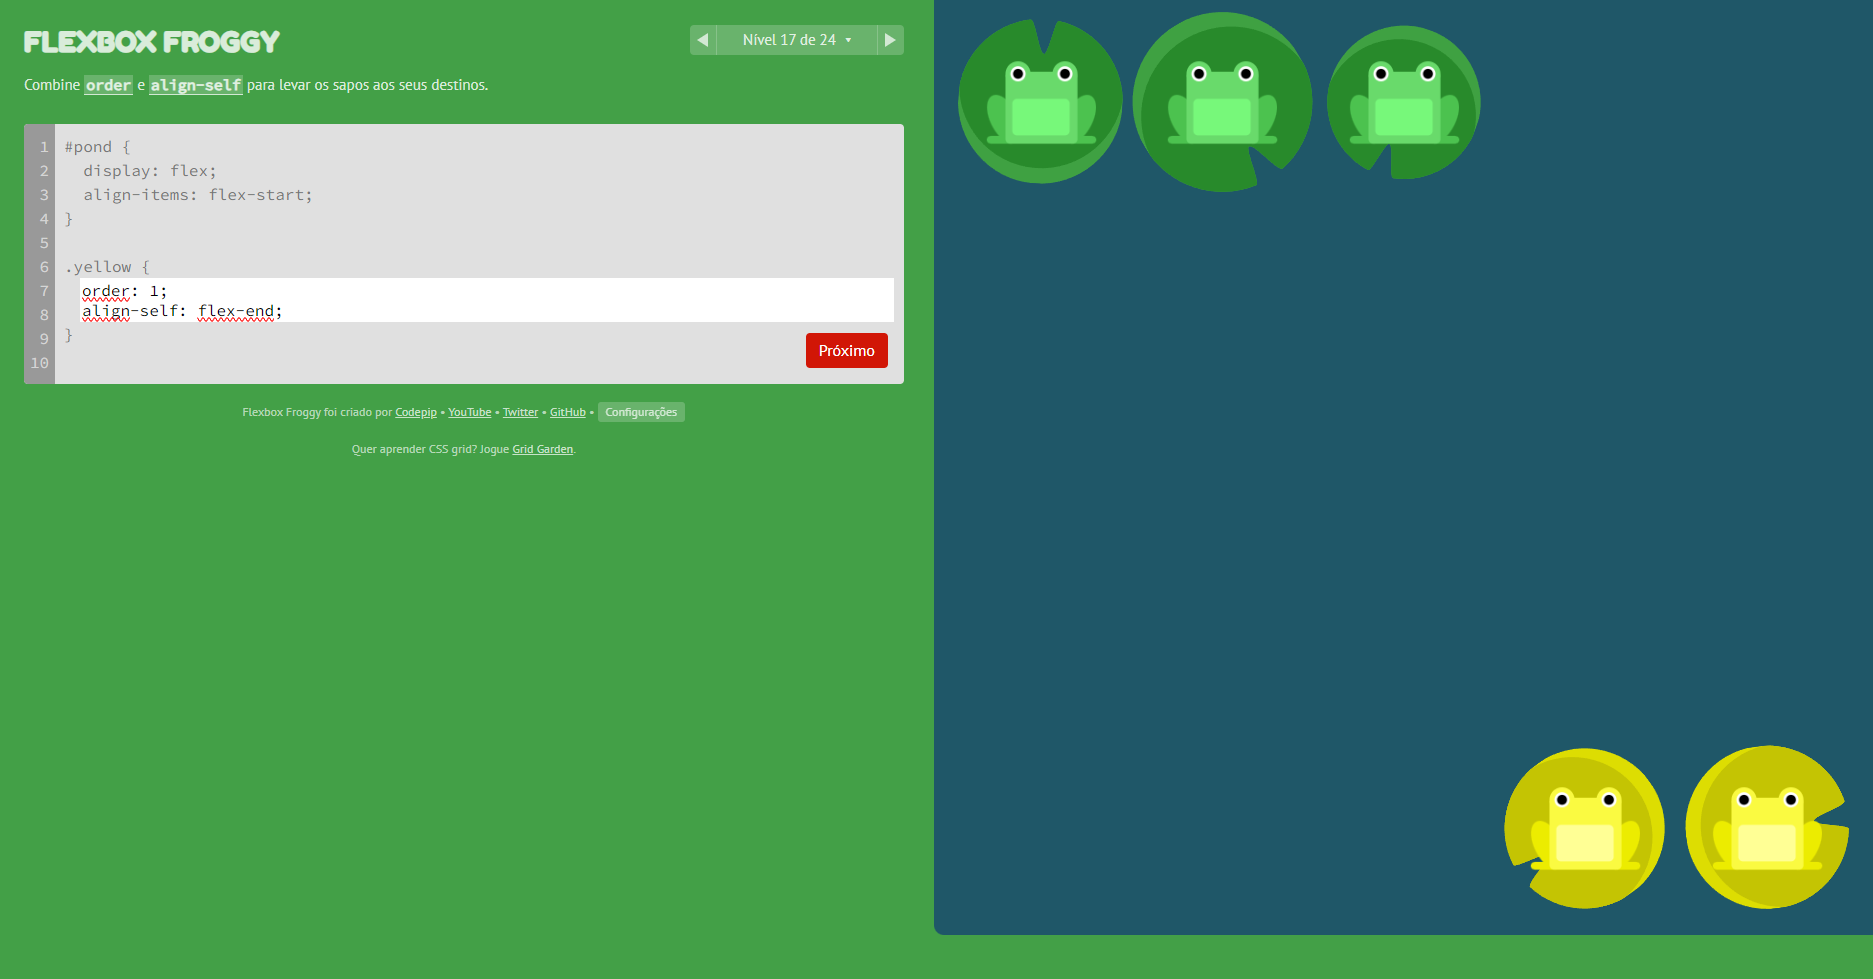 FLEXBOX FROGGY
Nível 17 de 24
Combine order e align-self para levar os sapos aos seus destinos.
1 #pond {
2 display: flex;
3 align-items: flex-start;
4 }
5
6 .yellow {
7 order: 1;
8 align-self: flex-end;
9 }
10
Próximo
Flexbox Froggy foi criado por Codepip • YouTube • Twitter • GitHub • Configurações
Quer aprender CSS grid? Jogue Grid Garden.